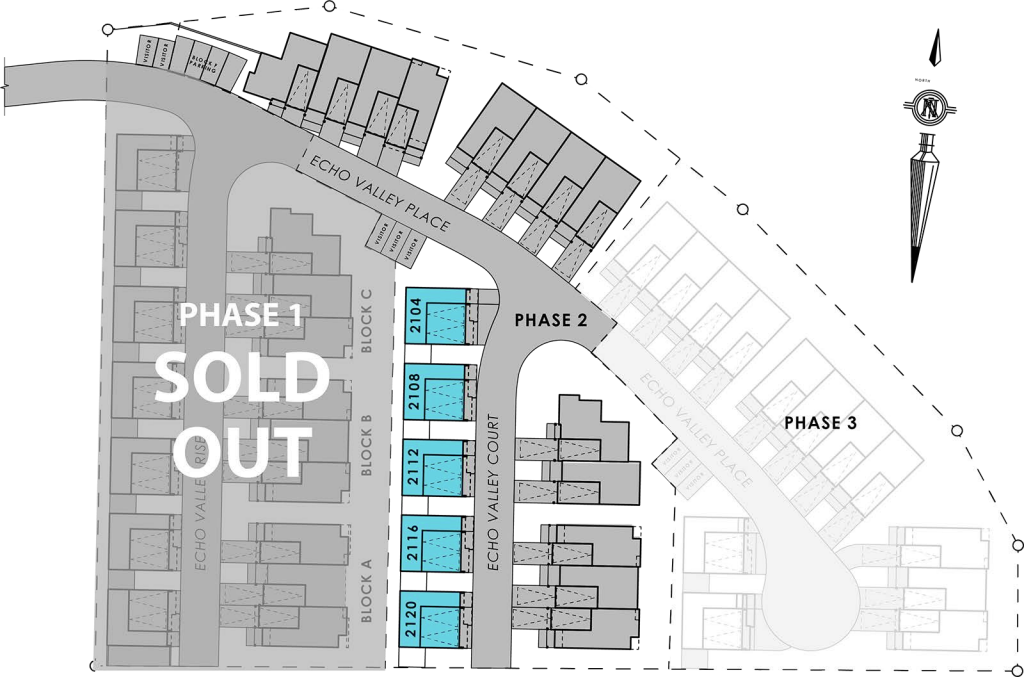 VISITOR
VISITOR
BLOCK F
PARKING
NORTH
N
ECHO VALLEY PLACE
VISITOR
VISITOR
VISITOR
PHASE 1
SOLD
OUT
ECHO VALLEY RISE
BLOCK C
BLOCK B
BLOCK A
2104
2108
2112
2116
2120
PHASE 2
ECHO VALLEY COURT
ECHO VALLEY PLACE
VISITOR
VISITOR
VISITOR
PHASE 3